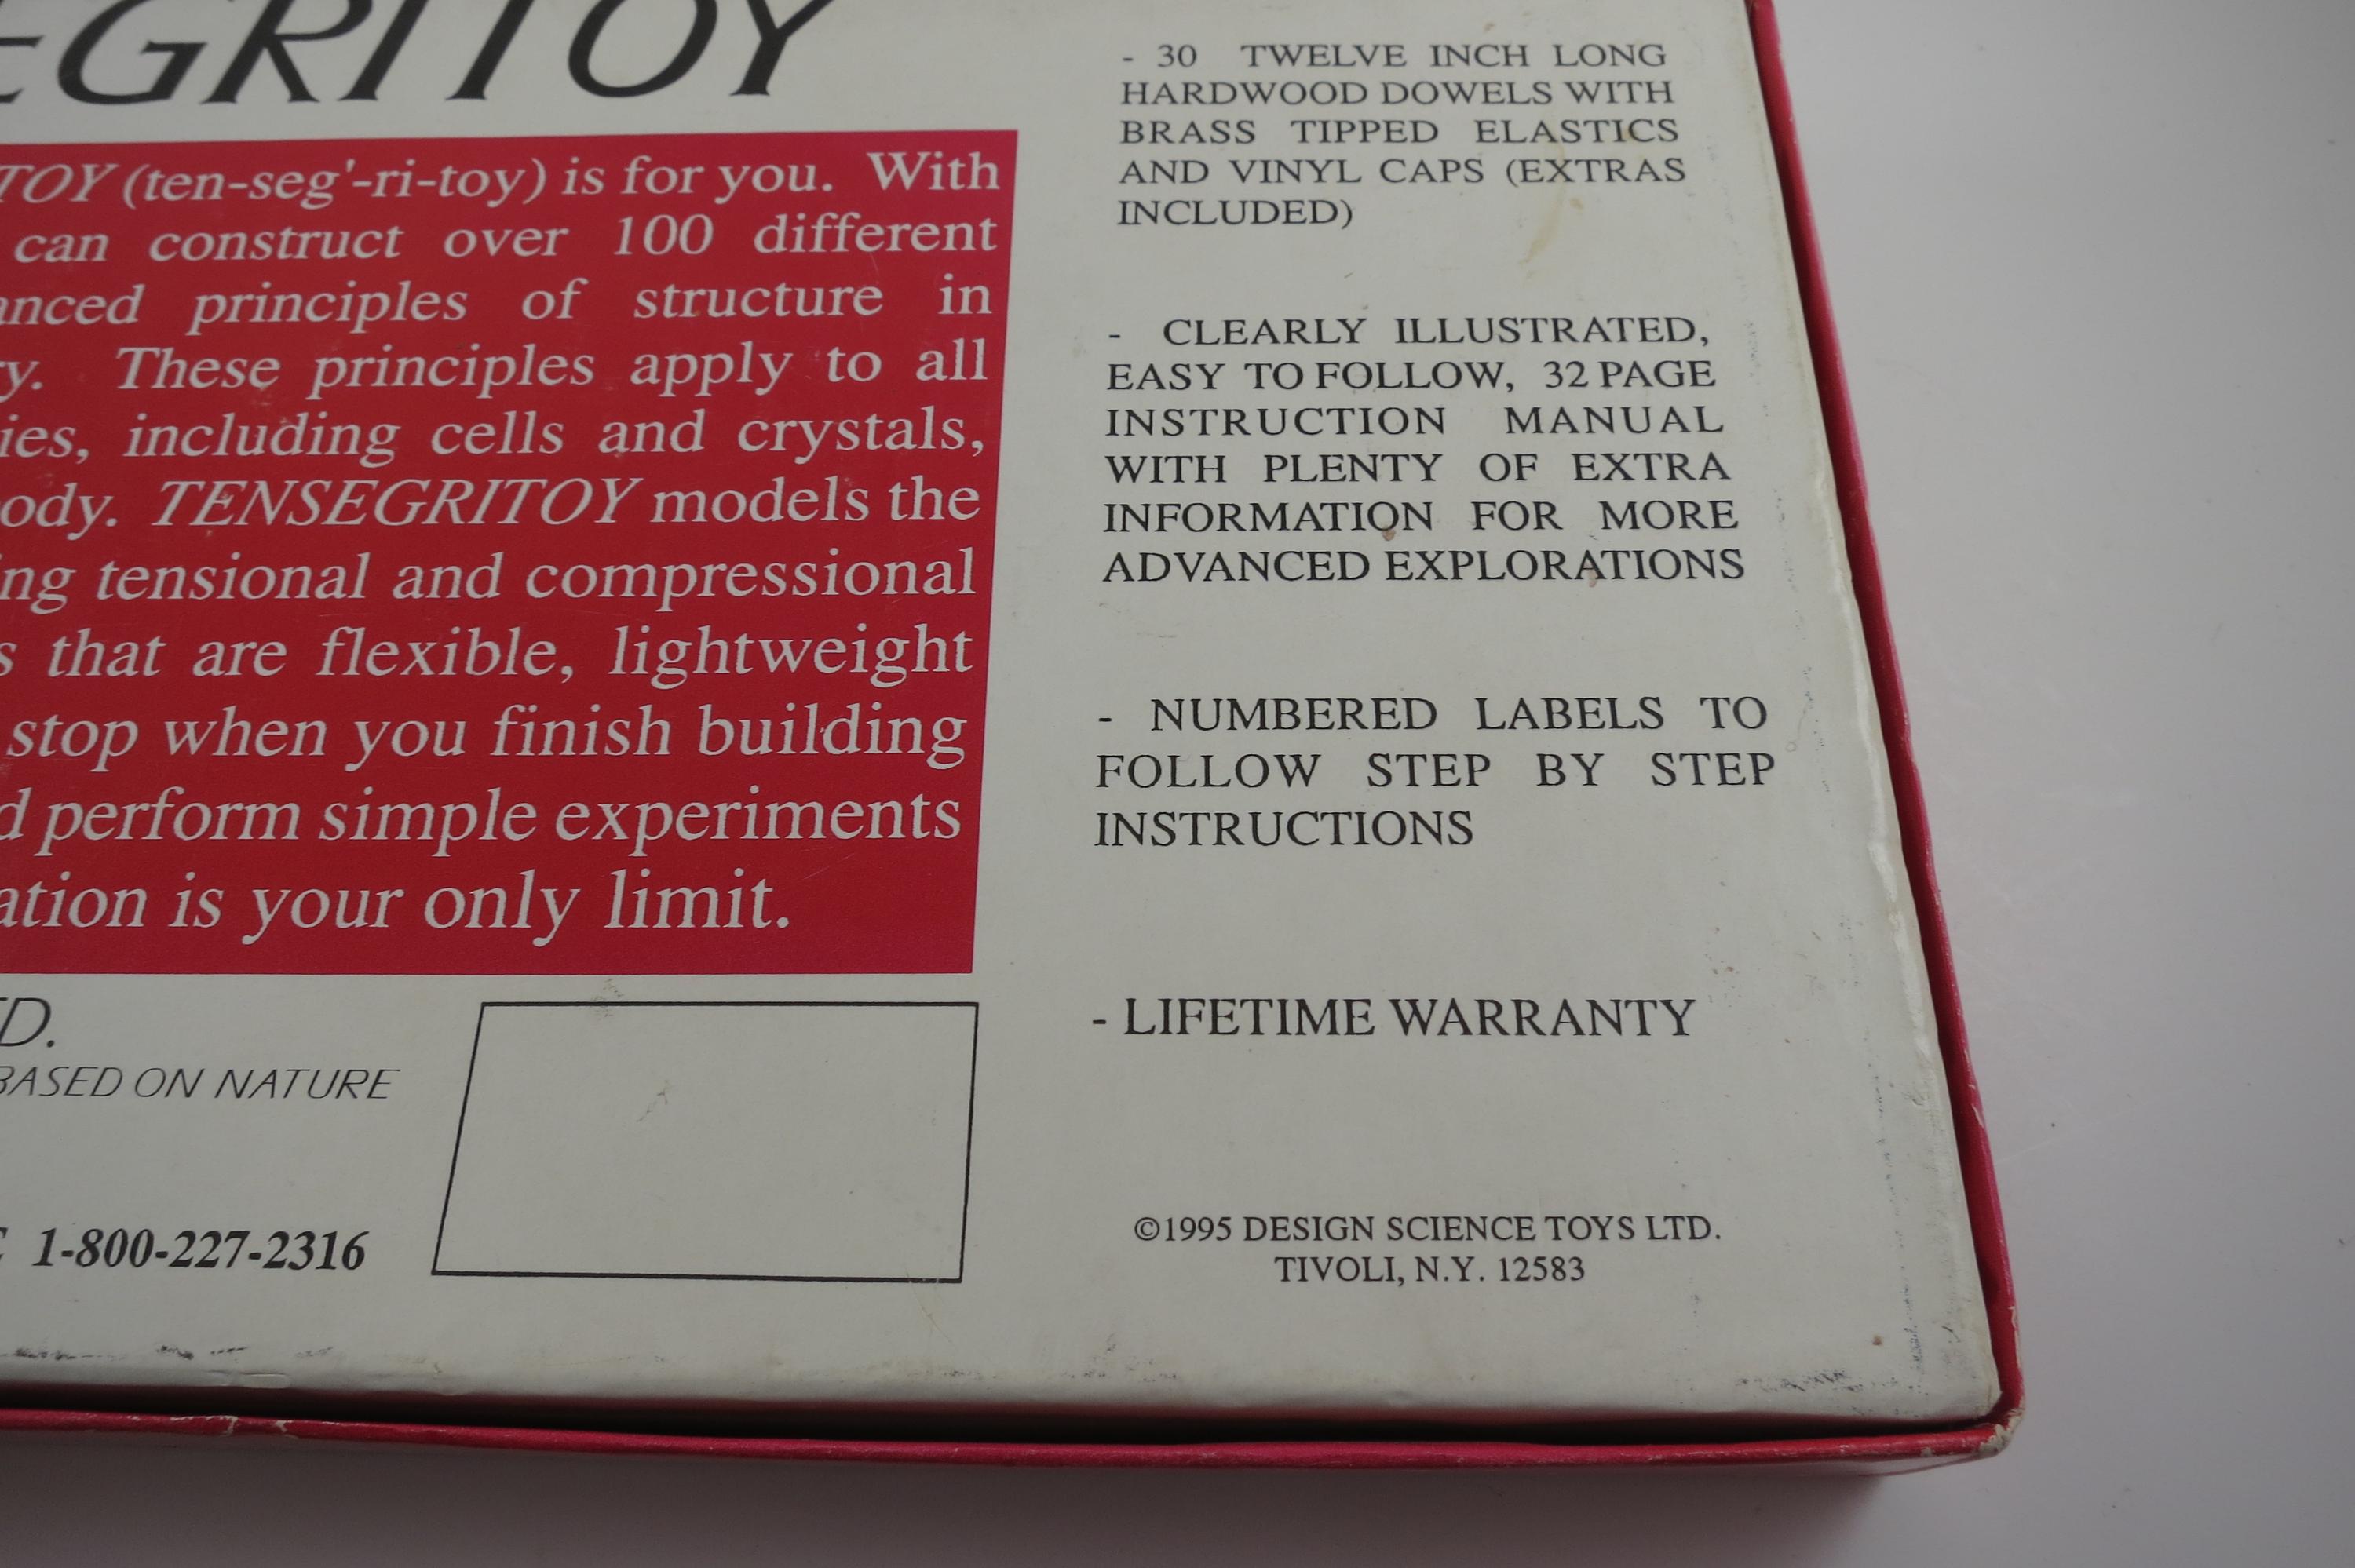 EGRITOY
TOY (ten-seg'-ri-toy) is for you. With
can construct over 100 different
anced principles of structure in
y. These principles apply to all
ies, including cells and crystals,
ody. TENSEGRITOY models the
ing tensional and compressional
s that are flexible, lightweight
stop when you finish building
d perform simple experiments
ation is your only limit.
D.
BASED ON NATURE
1-800-227-2316
- 30 TWELVE INCH LONG
HARDWOOD DOWELS WITH
BRASS TIPPED ELASTICS
AND VINYL CAPS (EXTRAS
INCLUDED)
- CLEARLY ILLUSTRATED,
EASY TO FOLLOW, 32 PAGE
INSTRUCTION MANUAL
WITH PLENTY OF EXTRA
INFORMATION FOR MORE
ADVANCED EXPLORATIONS
- NUMBERED LABELS TO
FOLLOW STEP BY STEP
INSTRUCTIONS
- LIFETIME WARRANTY
©1995 DESIGN SCIENCE TOYS LTD.
TIVOLI, N.Y. 12583